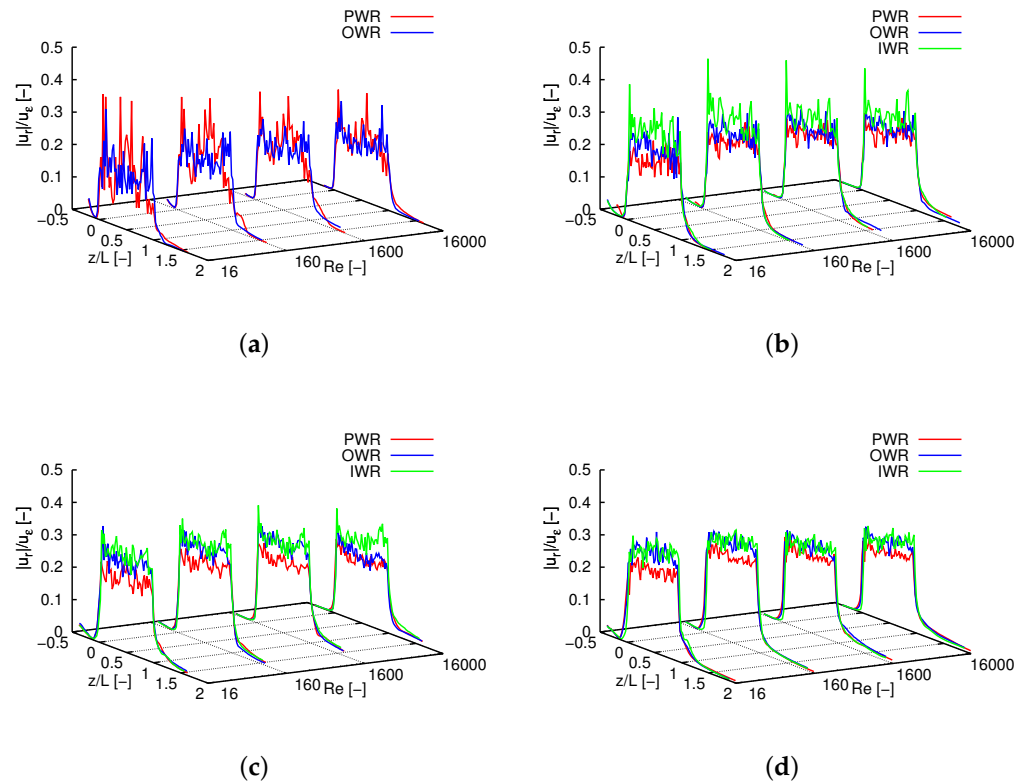 PWR
OWR
0.5
0.4
0.3
0.2
0.1
0
|u_r|/u_ε [−]
−0.5
0
0.5
1
1.5
2
z/L [−]
16
160
1600
16000
Re [−]
(a)
PWR
OWR
IWR
0.5
0.4
0.3
0.2
0.1
0
|u_r|/u_ε [−]
−0.5
0
0.5
1
1.5
2
z/L [−]
16
160
1600
16000
Re [−]
(b)
PWR
OWR
IWR
0.5
0.4
0.3
0.2
0.1
0
|u_r|/u_ε [−]
−0.5
0
0.5
1
1.5
2
z/L [−]
16
160
1600
16000
Re [−]
(c)
PWR
OWR
IWR
0.5
0.4
0.3
0.2
0.1
0
|u_r|/u_ε [−]
−0.5
0
0.5
1
1.5
2
z/L [−]
16
160
1600
16000
Re [−]
(d)